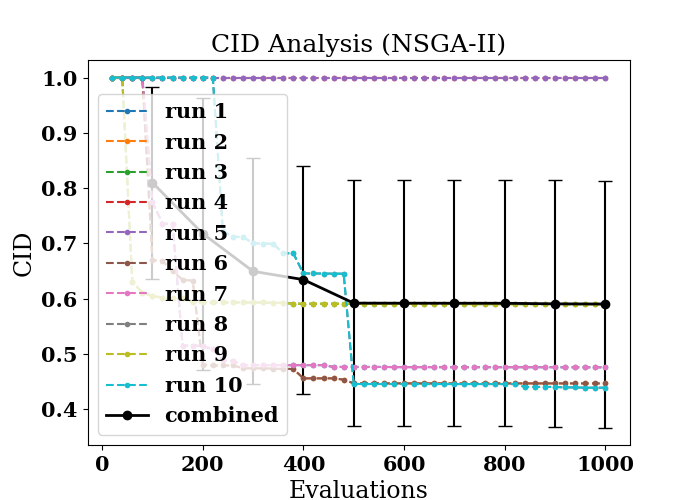 CID Analysis (NSGA-II)
1.0
0.9
0.8
0.7
0.6
0.5
0.4
CID
run 1
run 2
run 3
run 4
run 5
run 6
run 7
run 8
run 9
run 10
combined
0 200 400 600 800 1000
Evaluations